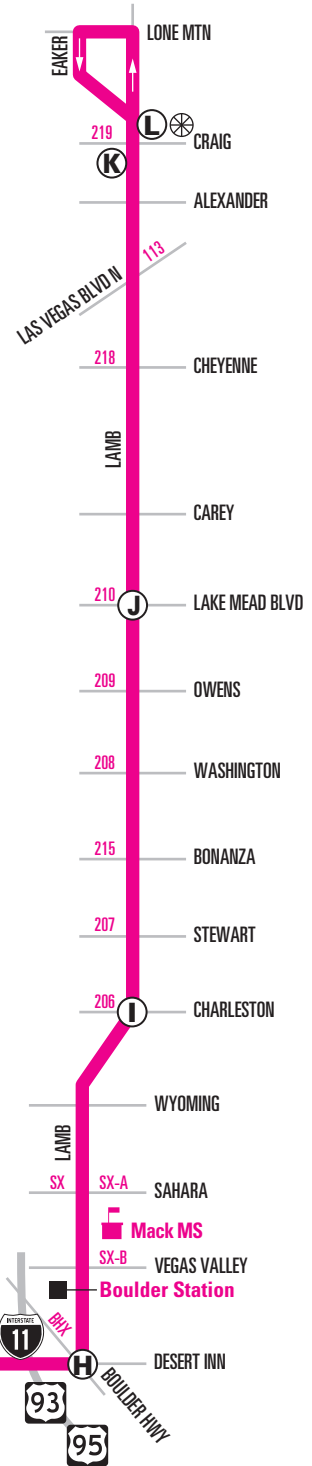 LONE MTN
EAKER
L
219
CRAIG
K
ALEXANDER
113
LAS VEGAS BLVD N
218
CHEYENNE
LAMB
CAREY
210
J
LAKE MEAD BLVD
209
OWENS
208
WASHINGTON
215
BONANZA
207
STEWART
206
I
CHARLESTON
WYOMING
LAMB
SX
SX-A
SAHARA
Mack MS
SX-B
VEGAS VALLEY
Boulder Station
INTERSTATE
11
BHX
H
DESERT INN
BOULDER HWY
93
95